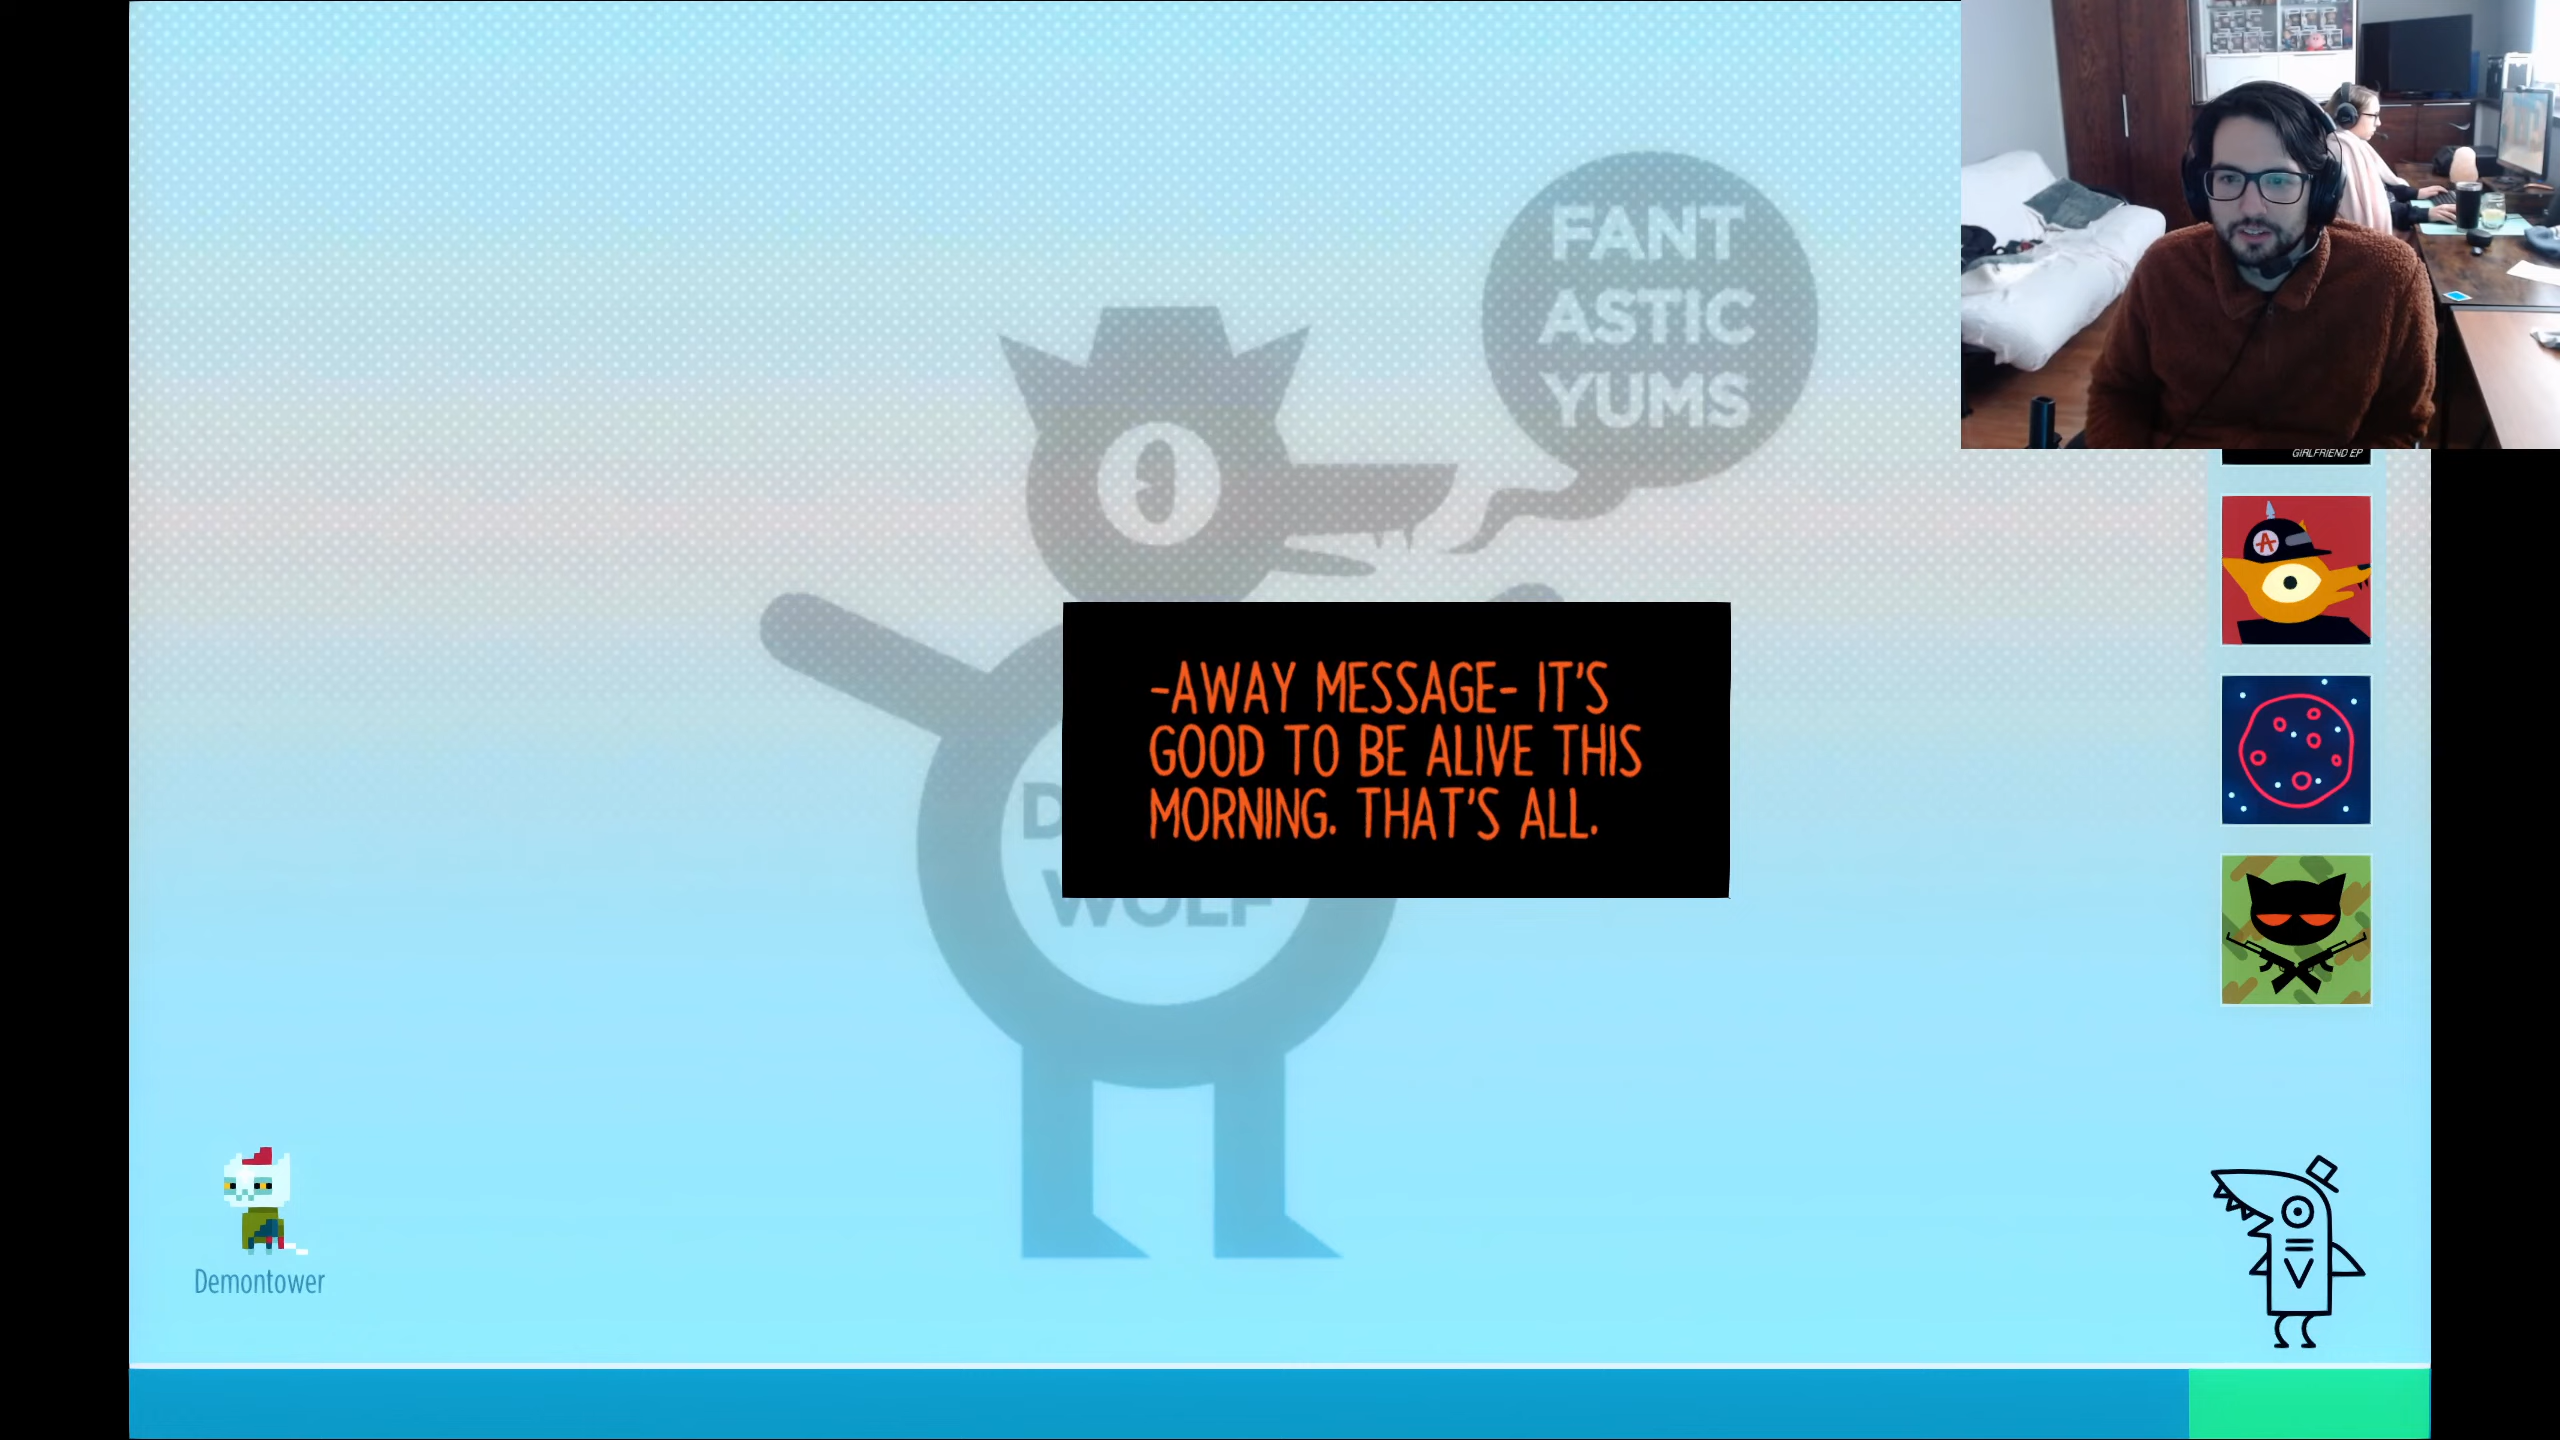 FANT
ASTIC
YUMS
GIRLFRIEND EP
A
-AWAY MESSAGE- IT'S
GOOD TO BE ALIVE THIS
MORNING. THAT'S ALL.
D
WOLF
Demontower